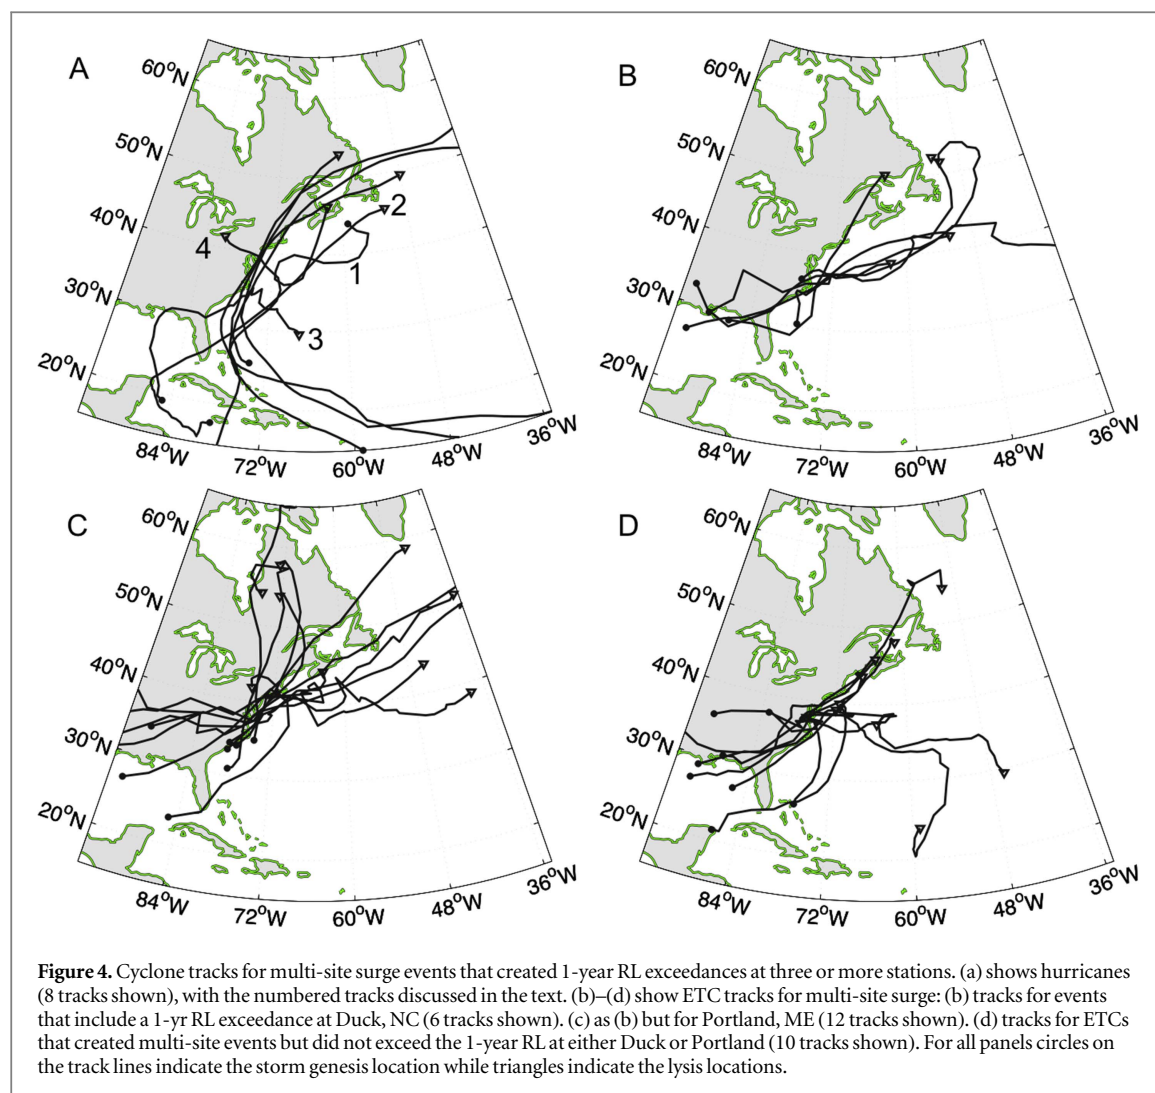 A
60°N
50°N
40°N
30°N
20°N
84°W
72°W
60°W
48°W
36°W
1
2
3
4
B
60°N
50°N
40°N
30°N
20°N
84°W
72°W
60°W
48°W
36°W
C
60°N
50°N
40°N
30°N
20°N
84°W
72°W
60°W
48°W
36°W
D
60°N
50°N
40°N
30°N
20°N
84°W
72°W
60°W
48°W
36°W
Figure 4. Cyclone tracks for multi-site surge events that created 1-year RL exceedances at three or more stations. (a) shows hurricanes
(8 tracks shown), with the numbered tracks discussed in the text. (b)–(d) show ETC tracks for multi-site surge: (b) tracks for events
that include a 1-yr RL exceedance at Duck, NC (6 tracks shown). (c) as (b) but for Portland, ME (12 tracks shown). (d) tracks for ETCs
that created multi-site events but did not exceed the 1-year RL at either Duck or Portland (10 tracks shown). For all panels circles on
the track lines indicate the storm genesis location while triangles indicate the lysis locations.